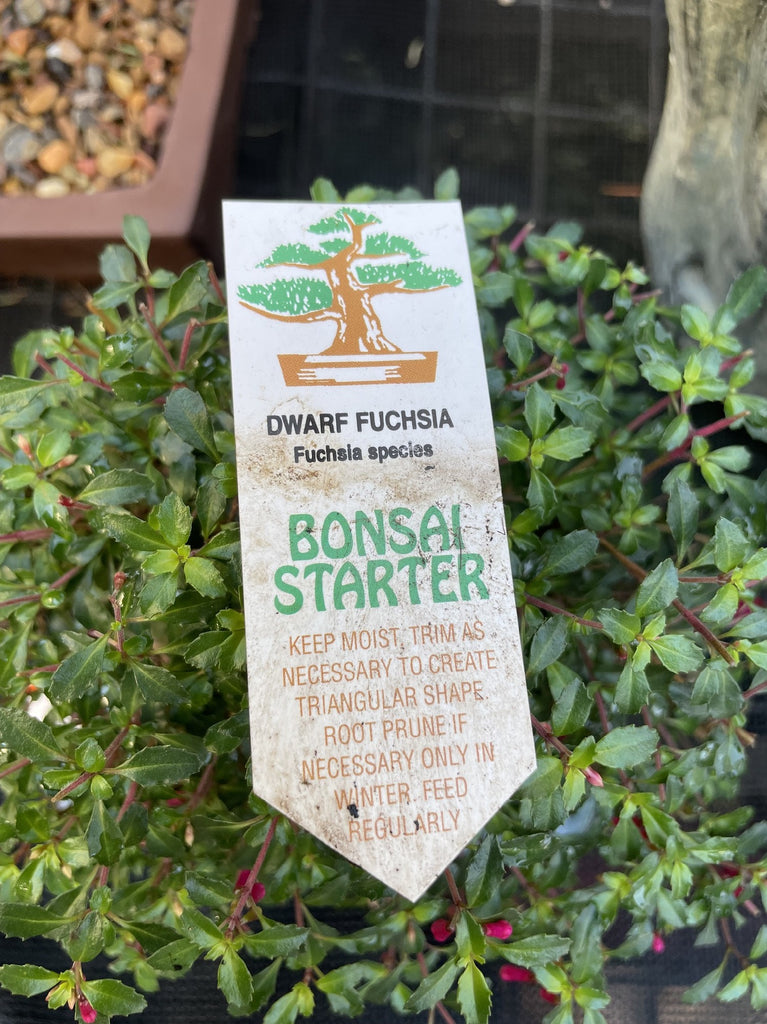 DWARF FUCHSIA
Fuchsia species
BONSAI
STARTER
KEEP MOIST, TRIM AS
NECESSARY TO CREATE
TRIANGULAR SHAPE.
ROOT PRUNE IF
NECESSARY ONLY IN
WINTER. FEED
REGULARLY